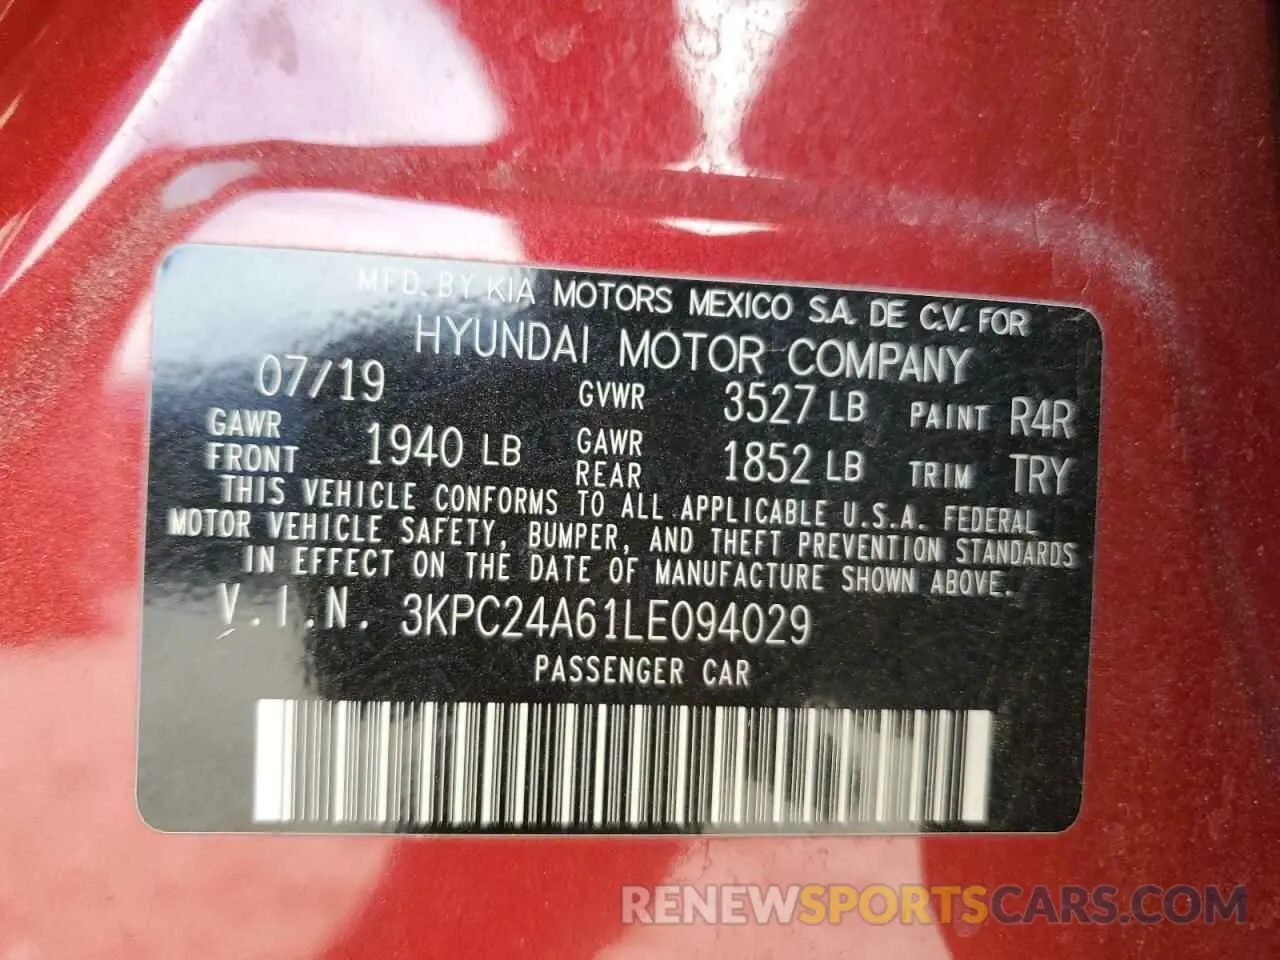 MFD. BY KIA MOTORS MEXICO S.A. DE C.V. FOR
HYUNDAI MOTOR COMPANY
07/19 GVWR 3527 LB PAINT R4R
GAWR FRONT 1940 LB GAWR REAR 1852 LB TRIM TRY
THIS VEHICLE CONFORMS TO ALL APPLICABLE U.S.A. FEDERAL
MOTOR VEHICLE SAFETY, BUMPER, AND THEFT PREVENTION STANDARDS
IN EFFECT ON THE DATE OF MANUFACTURE SHOWN ABOVE.
V.I.N. 3KPC24A61LE094029
PASSENGER CAR
RENEWSPORTSCARS.COM